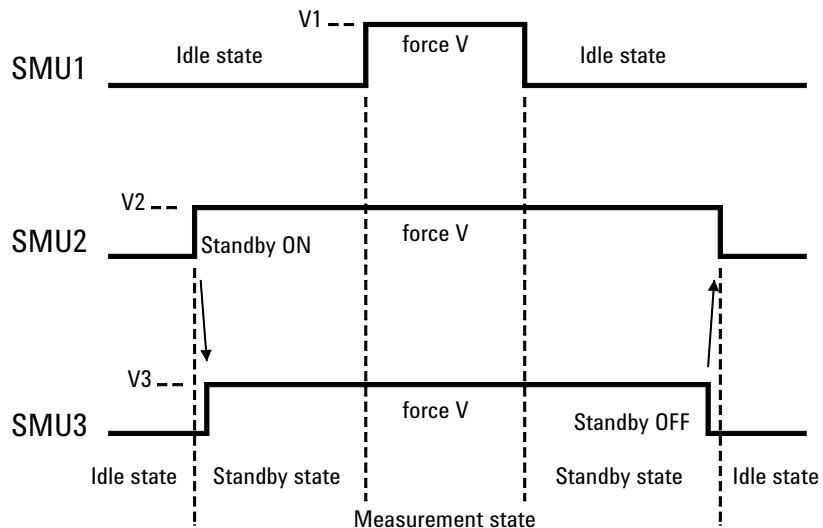 V1
force V
Idle state
Idle state
SMU1
V2
force V
SMU2
Standby ON
V3
force V
Standby OFF
SMU3
Idle state
Standby state
Standby state
Idle state
Measurement state